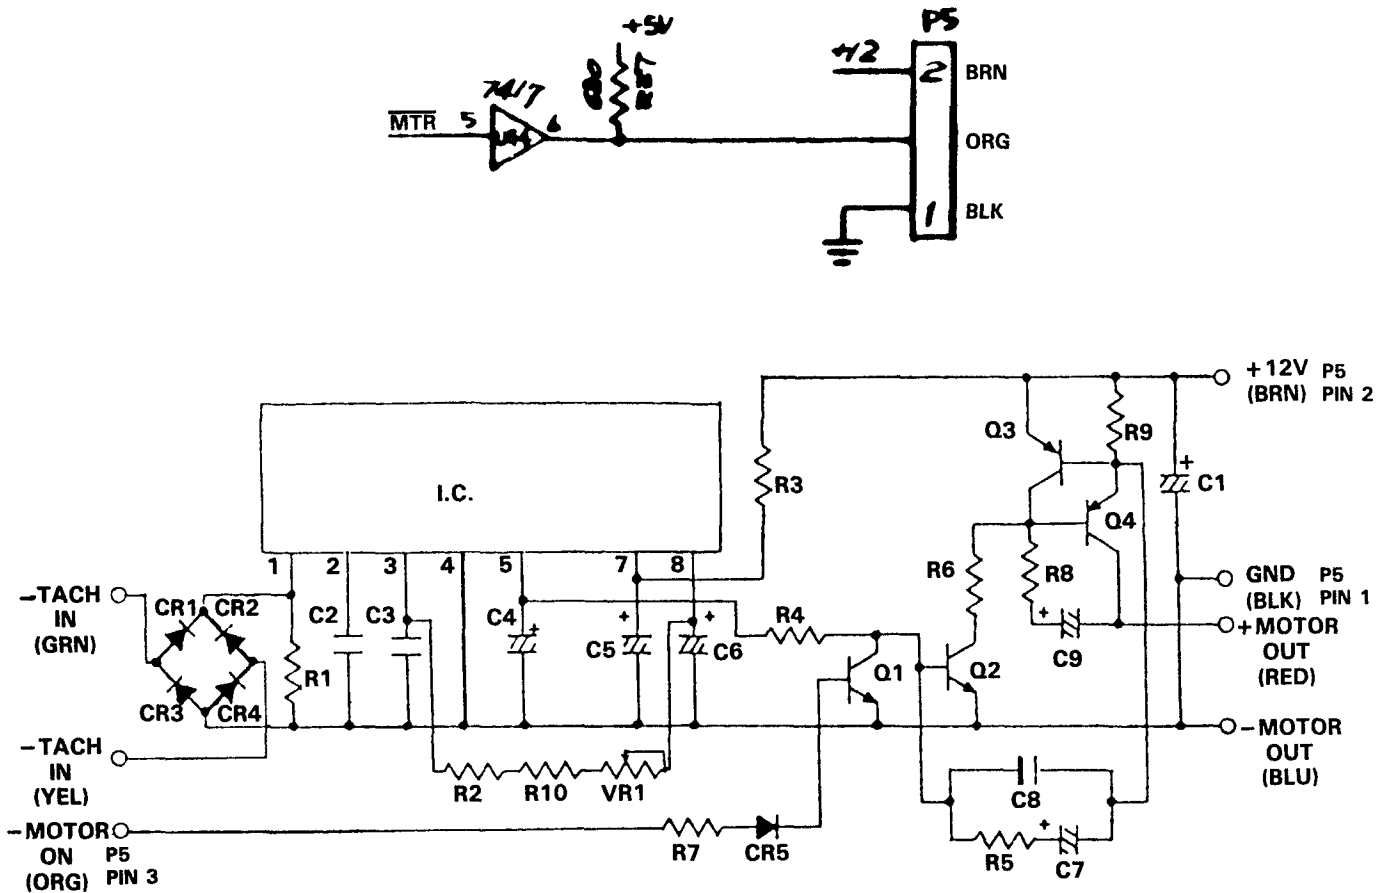 +5V
P5
+12
2 BRN
7417
R57
MTR 5 6
ORG
1 BLK
+12V P5
(BRN) PIN 2
Q3
R9
+
C1
R3
I.C.
Q4
1 2 3 4 5 7 8
R6
R8
GND P5
(BLK) PIN 1
-TACH
IN
(GRN)
CR1 CR2
C2 C3 C4 + + C5 + C6
R4
+
C9
+MOTOR
OUT
(RED)
R1
Q1
Q2
CR3 CR4
-TACH
IN
(YEL)
-MOTOR
OUT
(BLU)
R2 R10 VR1
C8
-MOTOR
ON P5
(ORG) PIN 3
R7 CR5
R5 + C7